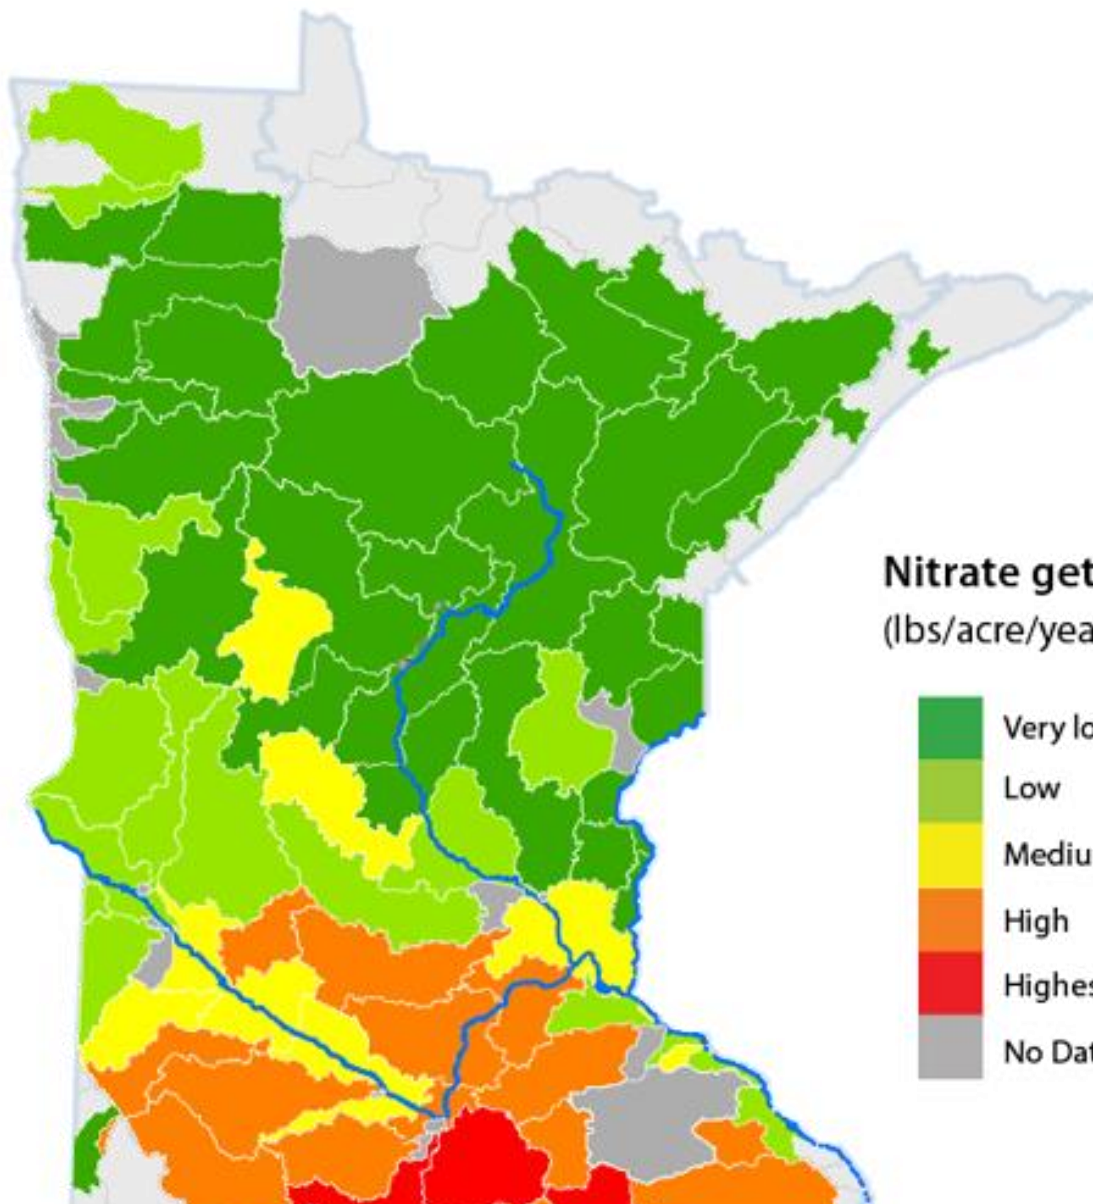 Nitrate get
(lbs/acre/yea
Very lo
Low
Mediu
High
Highes
No Dat